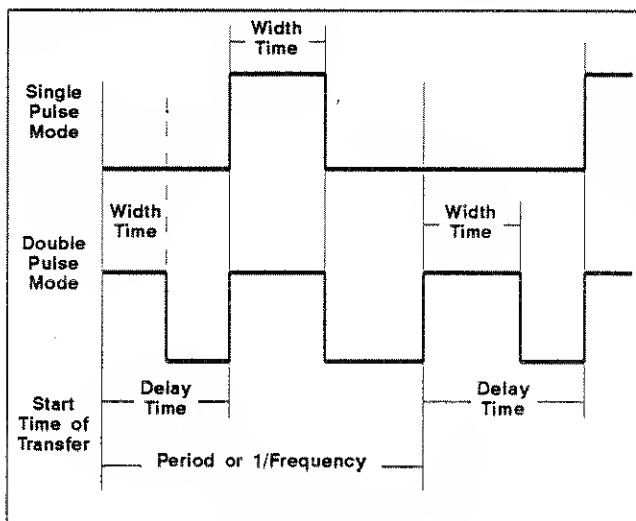 Width
Time
Single
Pulse
Mode
Width
Time
Width
Time
Double
Pulse
Mode
Delay
Time
Delay
Time
Start
Time of
Transfer
Period or 1/Frequency